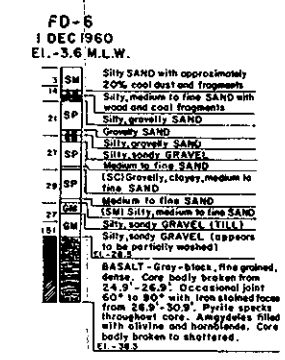 FD-6
1 DEC 1960
El. -3.6 M.L.W.
3 SM Silty SAND with approximately
20% coal dust and fragments
14 Silty, medium to fine SAND with
wood and coal fragments
21 SP Silty, gravelly SAND
Gravelly SAND
Silty, gravelly SAND
27 SP Silty, sandy GRAVEL
Medium to fine SAND
29 SP (SC) Gravelly, clayey, medium to
fine SAND
Medium to fine SAND
27 GM (SM) Silty, medium to fine SAND
Silty, sandy GRAVEL (TILL)
151 GM Silty, sandy GRAVEL (appears
to be partially washed)
El. -28.5
BASALT - Gray-black, fine grained,
dense. Core badly broken from
24.9'-26.9'. Occasional joint
60° to 90° with iron stained faces
from 26.9'-30.9'. Pyrite specks
throughout core. Amygdules filled
with olivine and hornblende. Core
badly broken to shattered.
El. -38.3